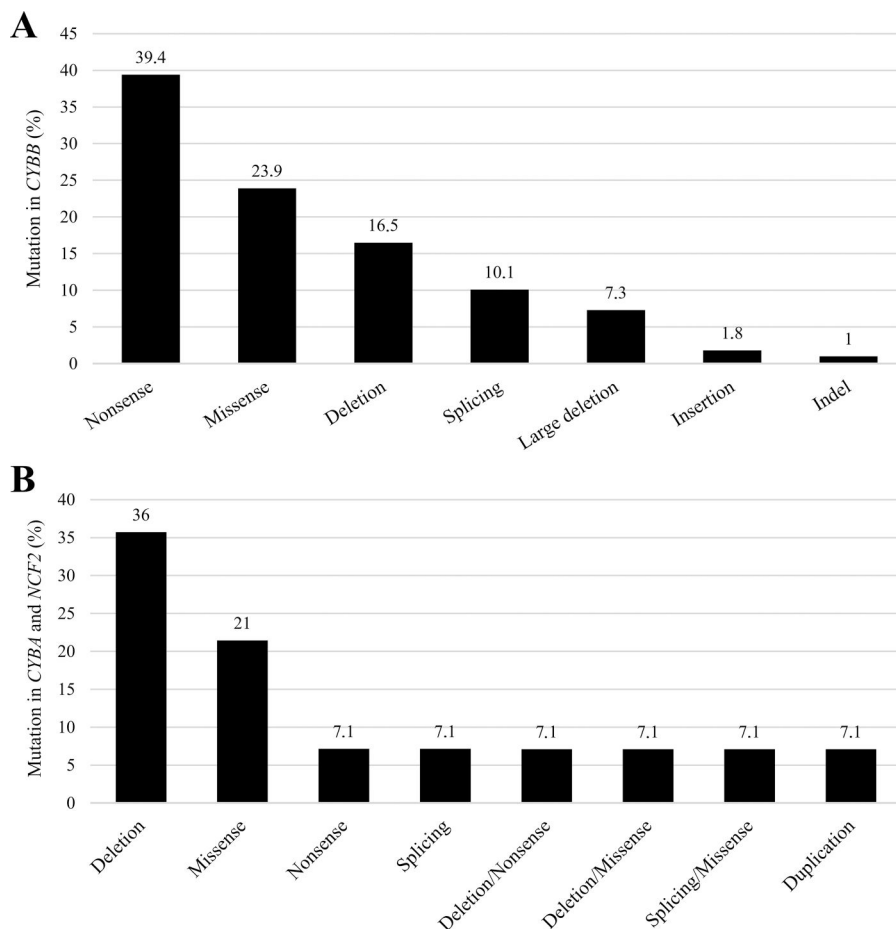 A
Mutation in CYBB (%)
45
40
35
30
25
20
15
10
5
0
39.4
23.9
16.5
10.1
7.3
1.8
1
Nonsense
Missense
Deletion
Splicing
Large deletion
Insertion
Indel
B
Mutation in CYBA and NCF2 (%)
40
35
30
25
20
15
10
5
0
36
21
7.1
7.1
7.1
7.1
7.1
7.1
Deletion
Missense
Nonsense
Splicing
Deletion/Nonsense
Deletion/Missense
Splicing/Missense
Duplication